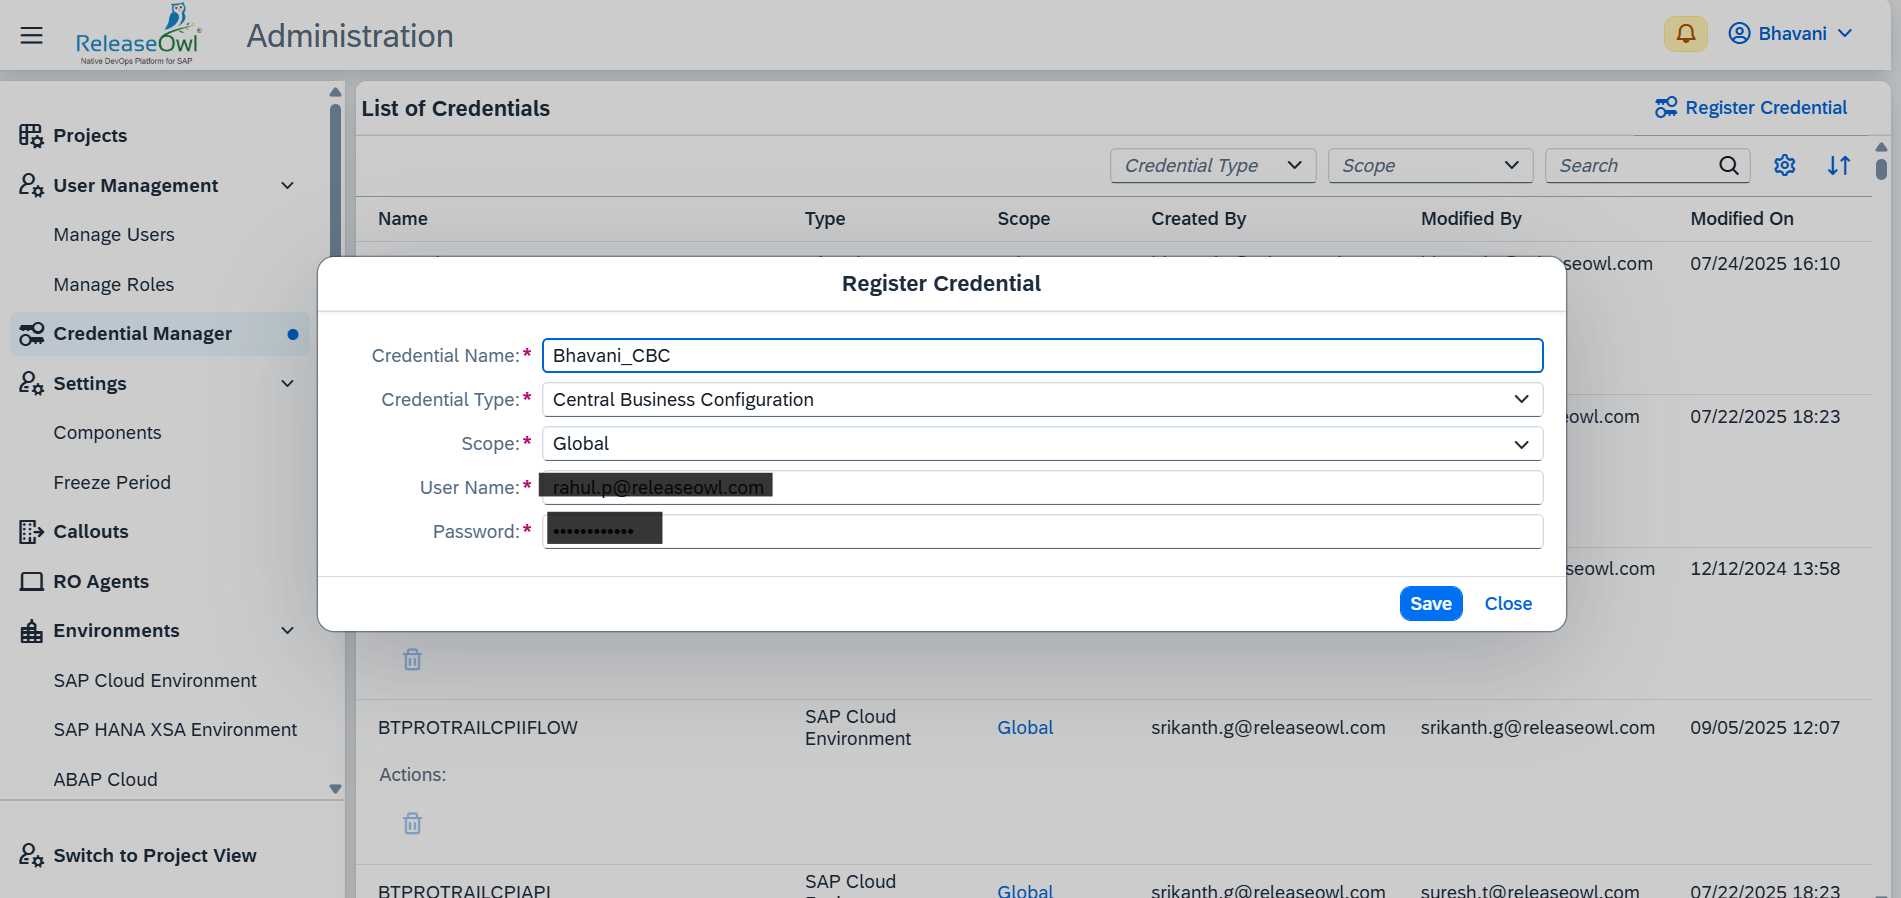 ReleaseOwl
Native DevOps Platform for SAP
Administration
Bhavani
Projects
User Management
Manage Users
Manage Roles
Credential Manager
Settings
Components
Freeze Period
Callouts
RO Agents
Environments
SAP Cloud Environment
SAP HANA XSA Environment
ABAP Cloud
Switch to Project View
List of Credentials
Register Credential
Credential Type
Scope
Search
Name Type Scope Created By Modified By Modified On
seowl.com 07/24/2025 16:10
Register Credential
Credential Name:* Bhavani_CBC
Credential Type:* Central Business Configuration
Scope:* Global
User Name:* rahul.p@releaseowl.com
Password:* ••••••••••••
Save Close
owl.com 07/22/2025 18:23
seowl.com 12/12/2024 13:58
BTPROTRAILCPIIFLOW SAP Cloud Environment Global srikanth.g@releaseowl.com srikanth.g@releaseowl.com 09/05/2025 12:07
Actions:
BTPROTRAILCPIAPI SAP Cloud Global srikanth.g@releaseowl.com suresh.t@releaseowl.com 07/22/2025 18:23